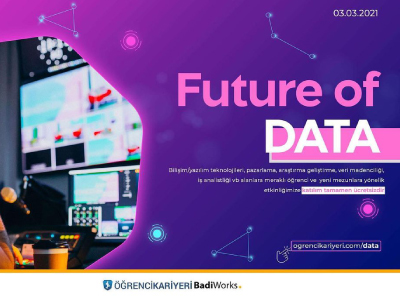 03.03.2021
Future of
DATA
Bilişim/yazılım teknolojileri, pazarlama, araştırma geliştirme, veri madenciliği,
iş analistliği vb alanlara meraklı öğrenci ve yeni mezunlara yönelik
etkinliğimize katılım tamamen ücretsizdir
ogrencikariyeri.com/data
ÖĞRENCİKARİYERİ BadiWorks.